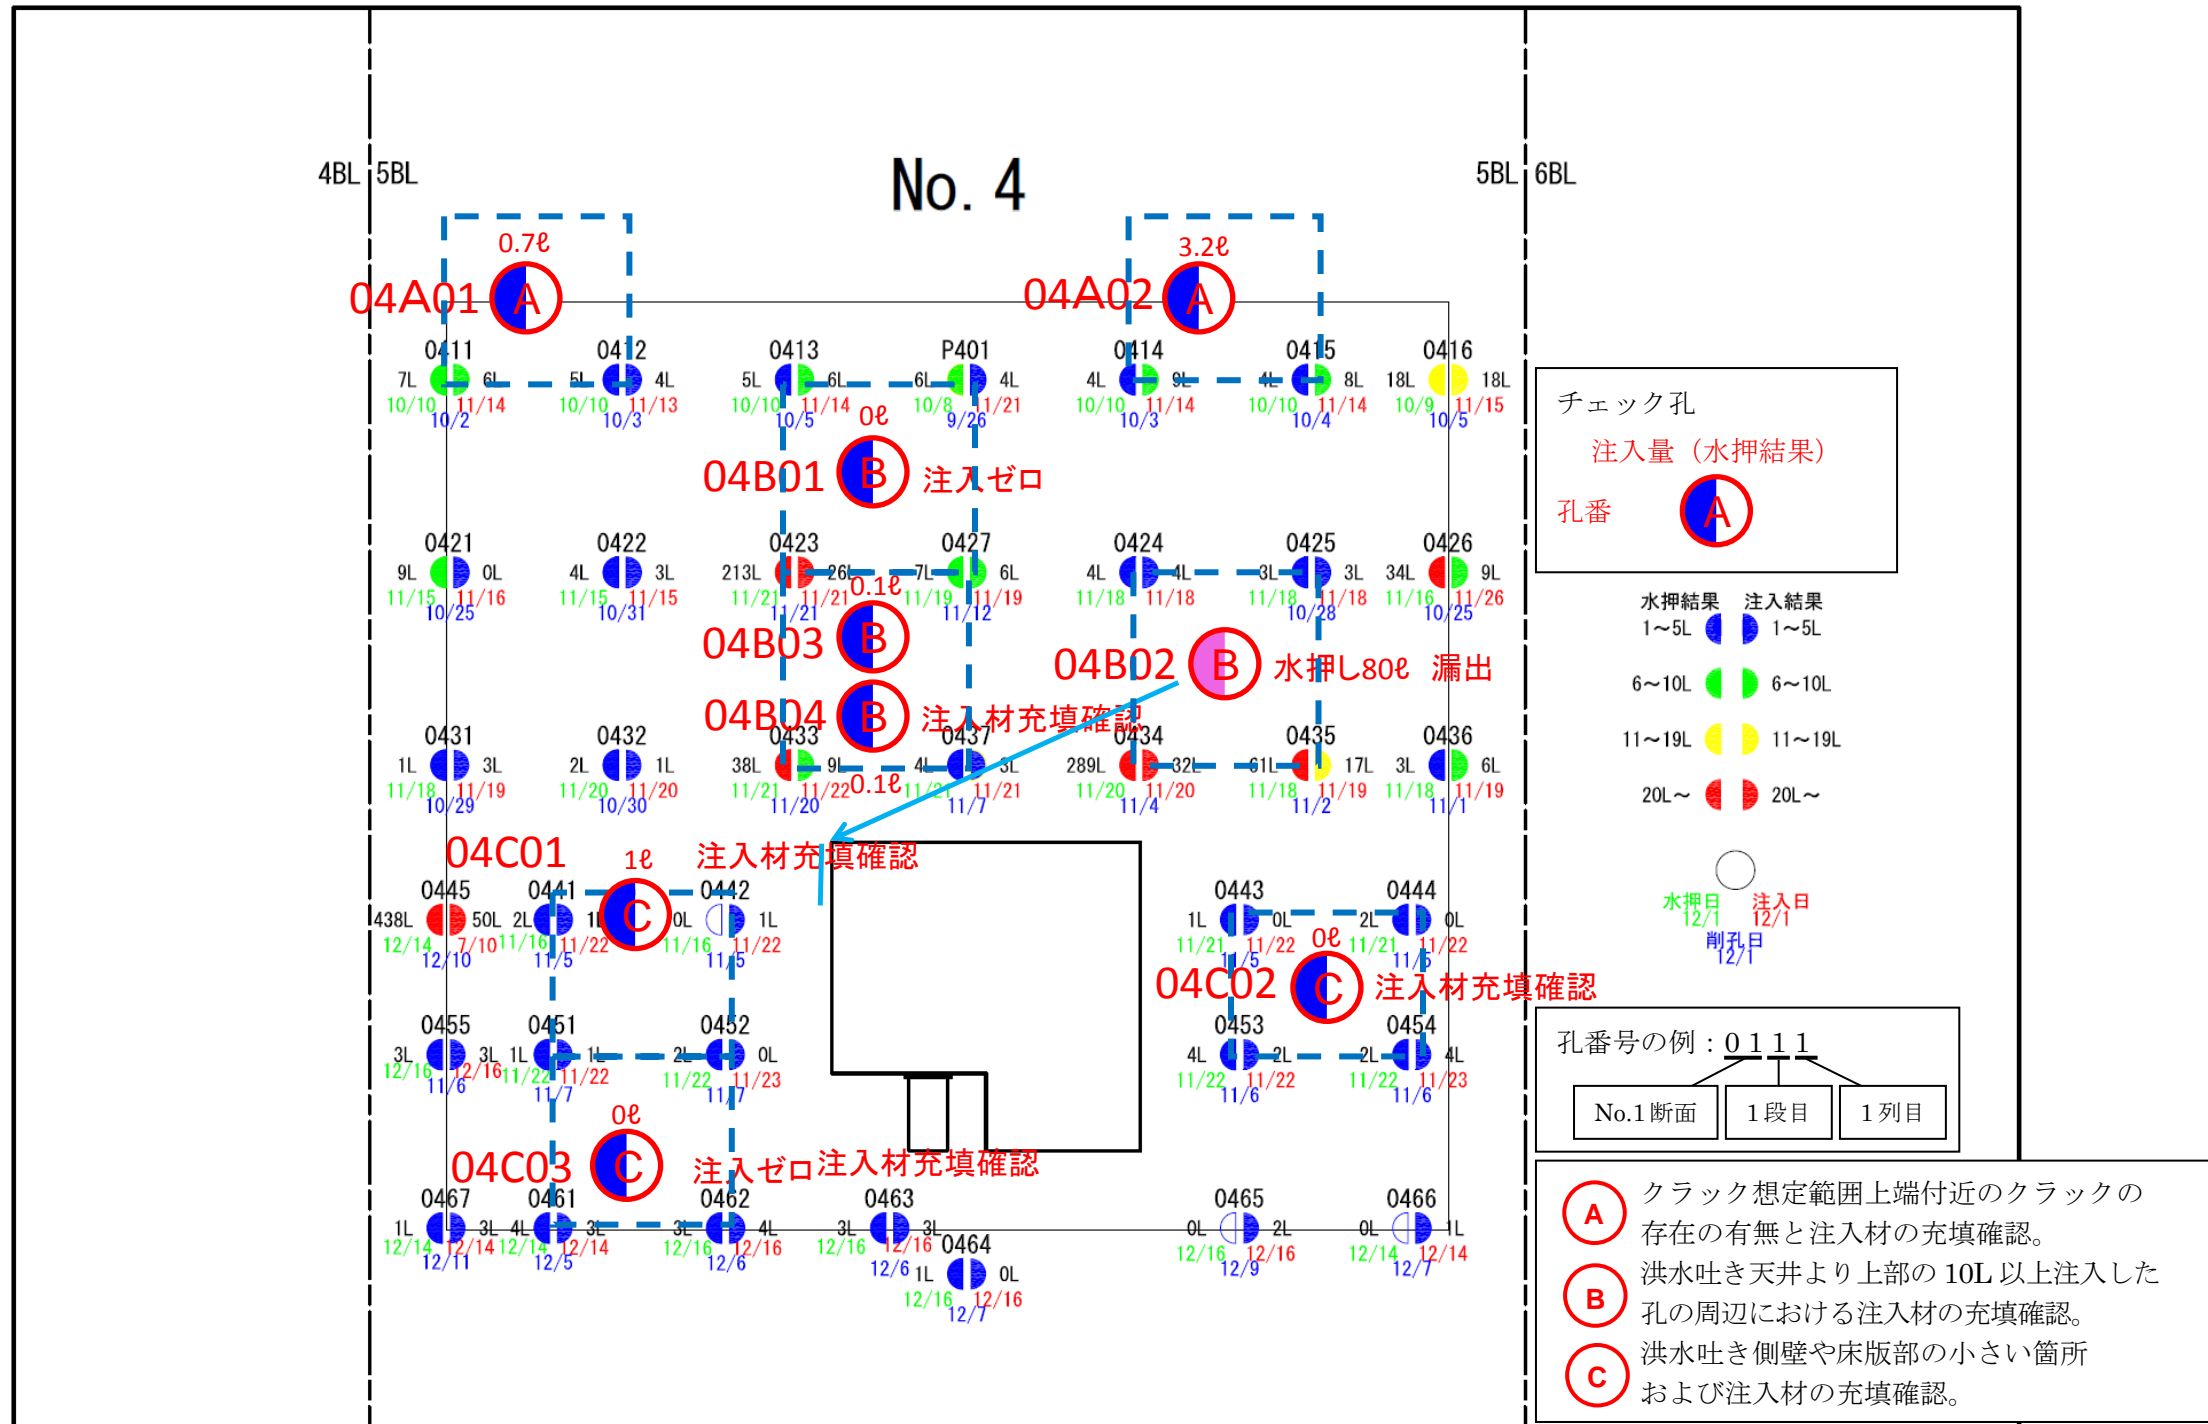 4BL 5BL
No. 4
5BL 6BL
0.7ℓ
3.2ℓ
04A01 A
04A02 A
0411 0412 0413 P401 0414 0415 0416
7L 6L 5L 4L 5L 6L 6L 4L 4L 9L 4L 8L 18L 18L
10/10 11/14 10/10 11/13 10/10 11/14 10/8 11/21 10/10 11/14 10/10 11/14 10/9 11/15
10/2 10/3 10/5 9/26 10/3 10/4 10/5
0ℓ
04B01 B 注入ゼロ
0421 0422 0423 0427 0424 0425 0426
9L 0L 4L 3L 213L 26L 7L 6L 4L 4L 3L 3L 34L 9L
11/15 11/16 11/15 11/15 11/21 11/21 11/19 11/19 11/18 11/18 11/18 11/16 11/26
10/25 10/31 11/21 11/12 10/28 10/25
0.1ℓ
04B03 B
04B02 B 水押し80ℓ 漏出
04B04 B 注入材充填確認
0431 0432 0433 0437 0434 0435 0436
1L 3L 2L 1L 38L 9L 4L 3L 289L 32L 61L 17L 3L 6L
11/18 11/19 11/20 11/20 11/21 11/22 11/21 11/21 11/20 11/20 11/18 11/19 11/18 11/19
10/29 10/30 11/20 11/7 11/4 11/2 11/1
0.1ℓ
04C01 1ℓ 注入材充填確認
C
0445 0441 0442 0443 0444
438L 50L 2L 1L 0L 1L 1L 0L 2L 0L
12/14 7/10 11/16 11/22 11/16 11/22 11/21 11/22 11/21 11/22
12/10 11/5 11/5 11/5 11/5
0ℓ
04C02 C 注入材充填確認
0455 0451 0452 0453 0454
3L 3L 1L 1L 2L 0L 4L 2L 2L 4L
12/16 12/16 11/22 11/22 11/22 11/23 11/22 11/22 11/22 11/23
11/6 11/7 11/7 11/6 11/6
0ℓ
04C03 C 注入ゼロ 注入材充填確認
0467 0461 0462 0463 0465 0466
1L 3L 4L 3L 3L 4L 3L 3L 0L 2L 0L 1L
12/14 12/14 12/14 12/14 12/16 12/16 12/16 12/16 12/16 12/16 12/14 12/14
12/11 12/5 12/6 12/6 12/9 12/7
0464
1L 0L
12/16 12/16
12/7
チェック孔
注入量（水押結果）
孔番 A
水押結果 注入結果
1～5L 1～5L
6～10L 6～10L
11～19L 11～19L
20L～ 20L～
水押日 注入日
12/1 12/1
削孔日
12/1
孔番号の例：0 1 1 1
No.1断面 1段目 1列目
A クラック想定範囲上端付近のクラックの
存在の有無と注入材の充填確認。
B 洪水吐き天井より上部の 10L 以上注入した
孔の周辺における注入材の充填確認。
C 洪水吐き側壁や床版部の小さい箇所
および注入材の充填確認。